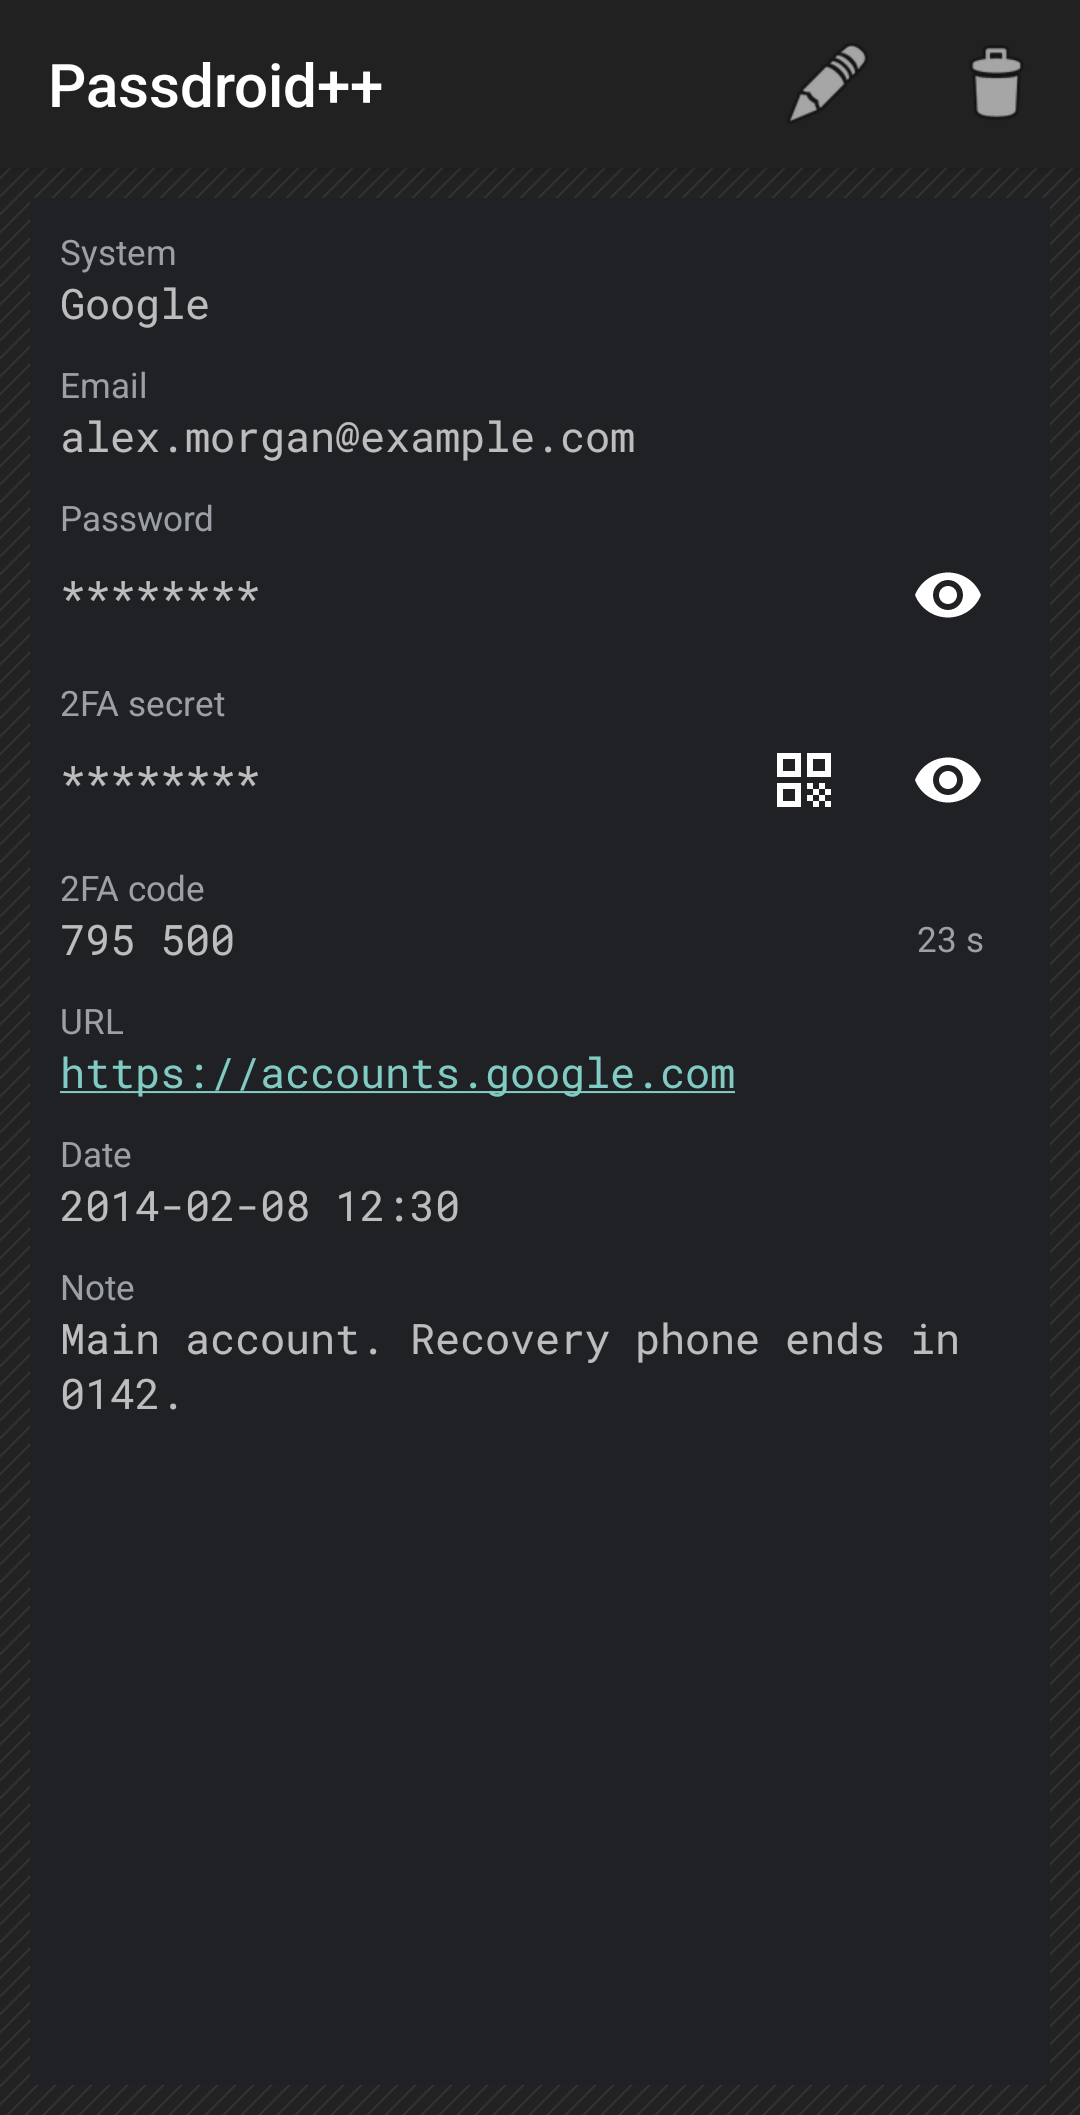 Passdroid++
System
Google
Email
alex.morgan@example.com
Password
********
2FA secret
********
2FA code
795 500
23 s
URL
https://accounts.google.com
Date
2014-02-08 12:30
Note
Main account. Recovery phone ends in
0142.